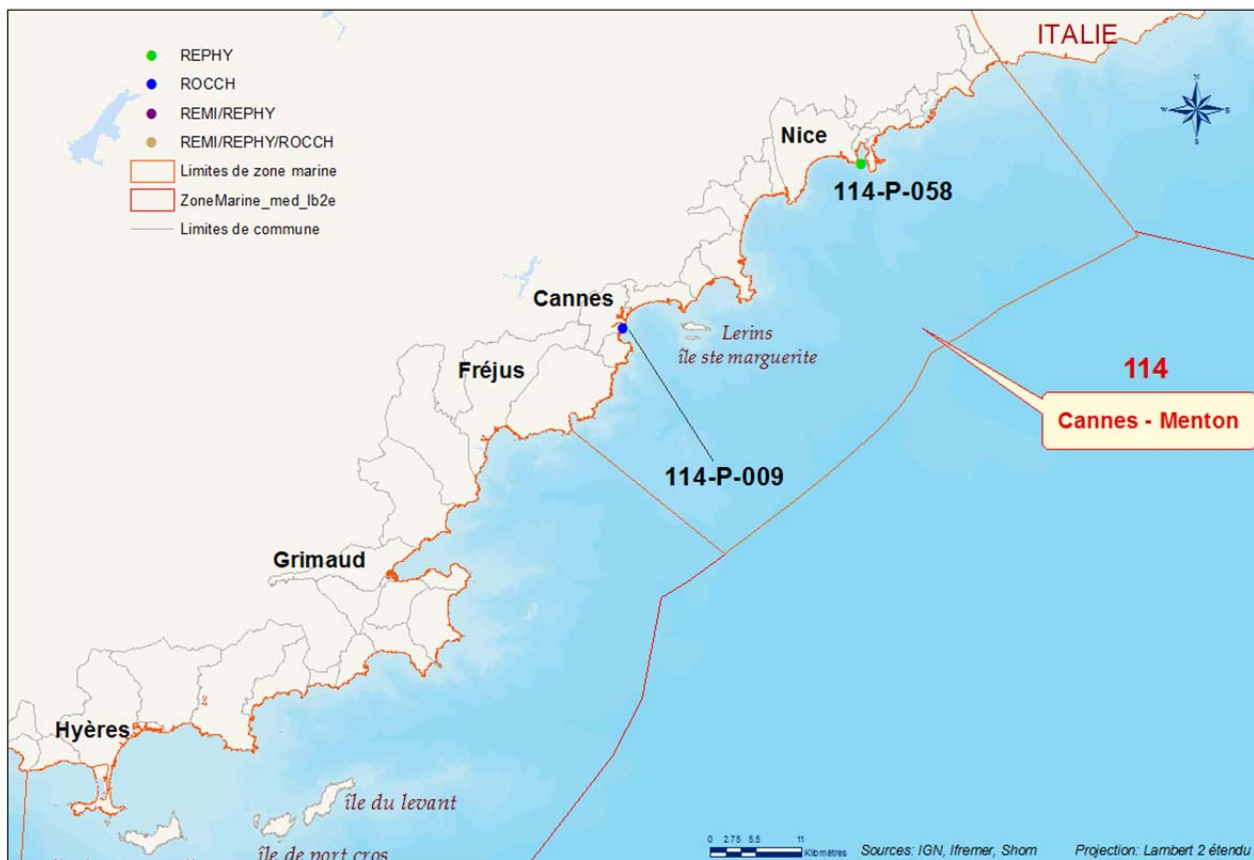 ITALIE
REPHY
ROCCH
REMI/REPHY
REMI/REPHY/ROCCH
Limites de zone marine
ZoneMarine_med_lb2e
Limites de commune
N
Nice
114-P-058
Cannes
Lerins
île ste marguerite
Fréjus
114
Cannes - Menton
114-P-009
Grimaud
Hyères
île du levant
île de port cros
0 2.75 5.5 11
Kilomètres
Sources: IGN, Ifremer, Shom
Projection: Lambert 2 étendu